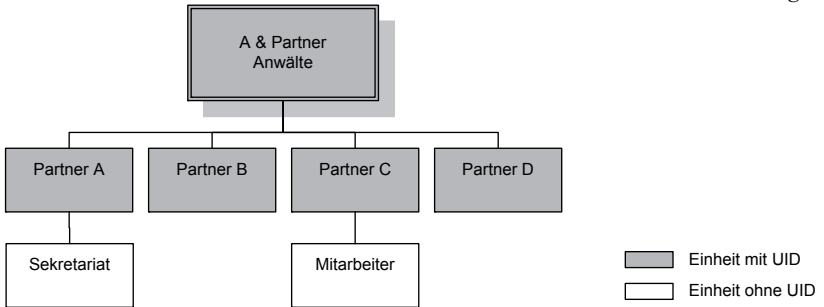 A & Partner
Anwälte
Partner A
Partner B
Partner C
Partner D
Sekretariat
Mitarbeiter
Einheit mit UID
Einheit ohne UID